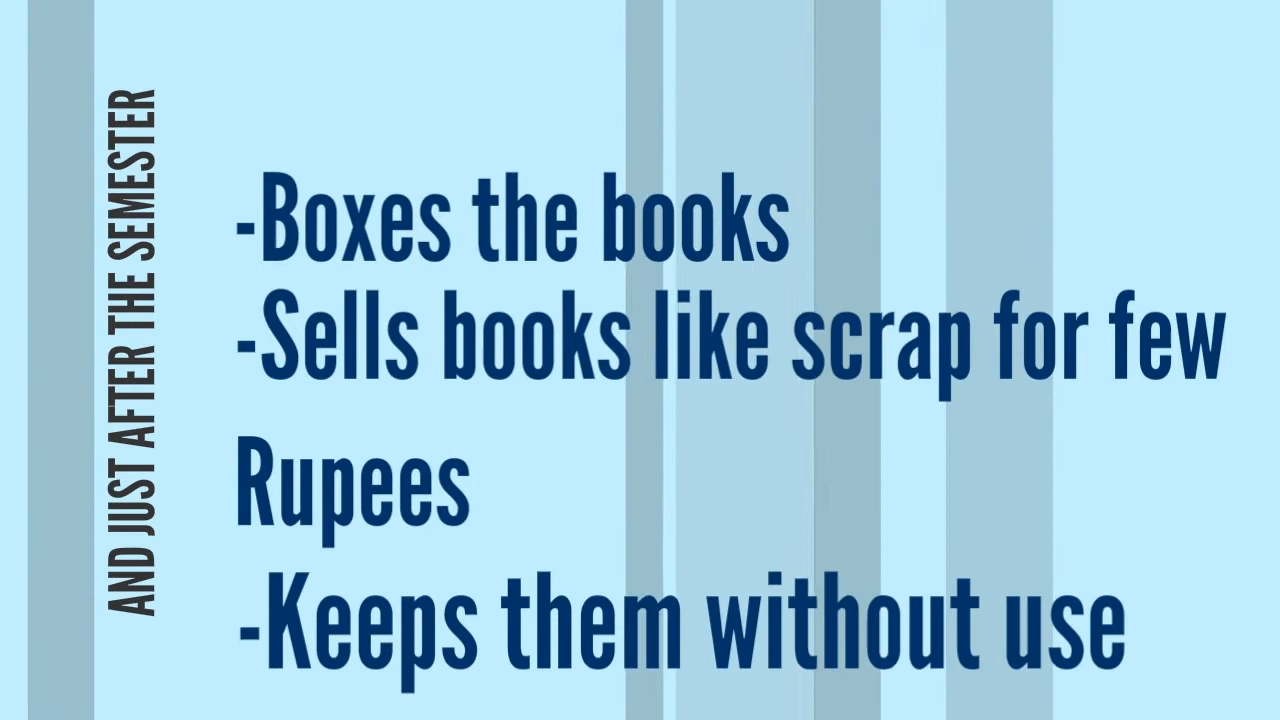 AND JUST AFTER THE SEMESTER
-Boxes the books
-Sells books like scrap for few
Rupees
-Keeps them without use